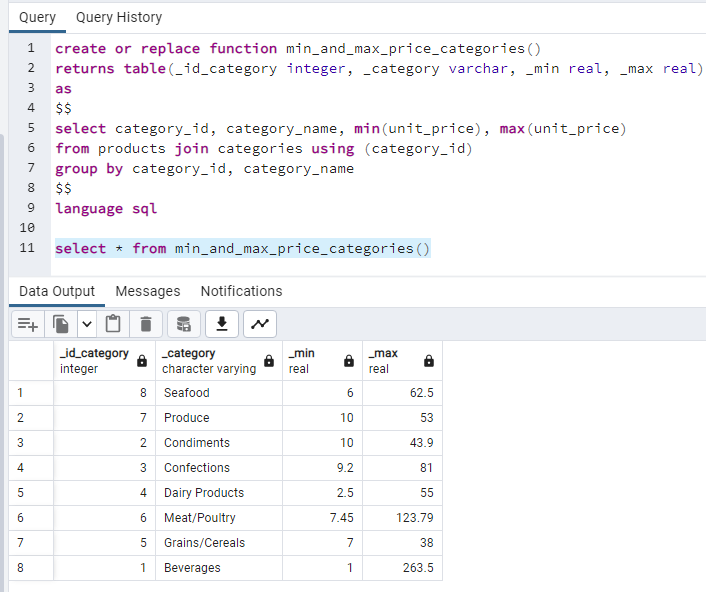 Query Query History
1 create or replace function min_and_max_price_categories()
2 returns table(_id_category integer, _category varchar, _min real, _max real)
3 as
4 $$
5 select category_id, category_name, min(unit_price), max(unit_price)
6 from products join categories using (category_id)
7 group by category_id, category_name
8 $$
9 language sql
10
11 select * from min_and_max_price_categories()
Data Output Messages Notifications
_id_category _category _min _max
integer character varying real real
1 8 Seafood 6 62.5
2 7 Produce 10 53
3 2 Condiments 10 43.9
4 3 Confections 9.2 81
5 4 Dairy Products 2.5 55
6 6 Meat/Poultry 7.45 123.79
7 5 Grains/Cereals 7 38
8 1 Beverages 1 263.5